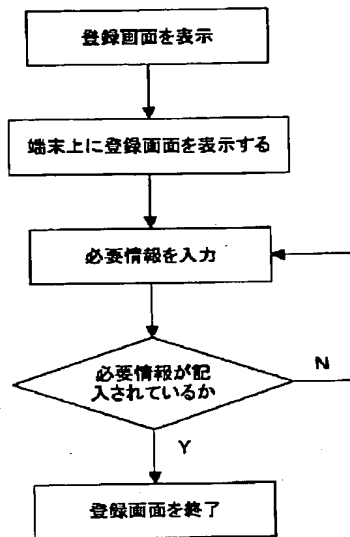 登録画面を表示
端末上に登録画面を表示する
必要情報を入力
必要情報が記
入されているか
N
Y
登録画面を終了